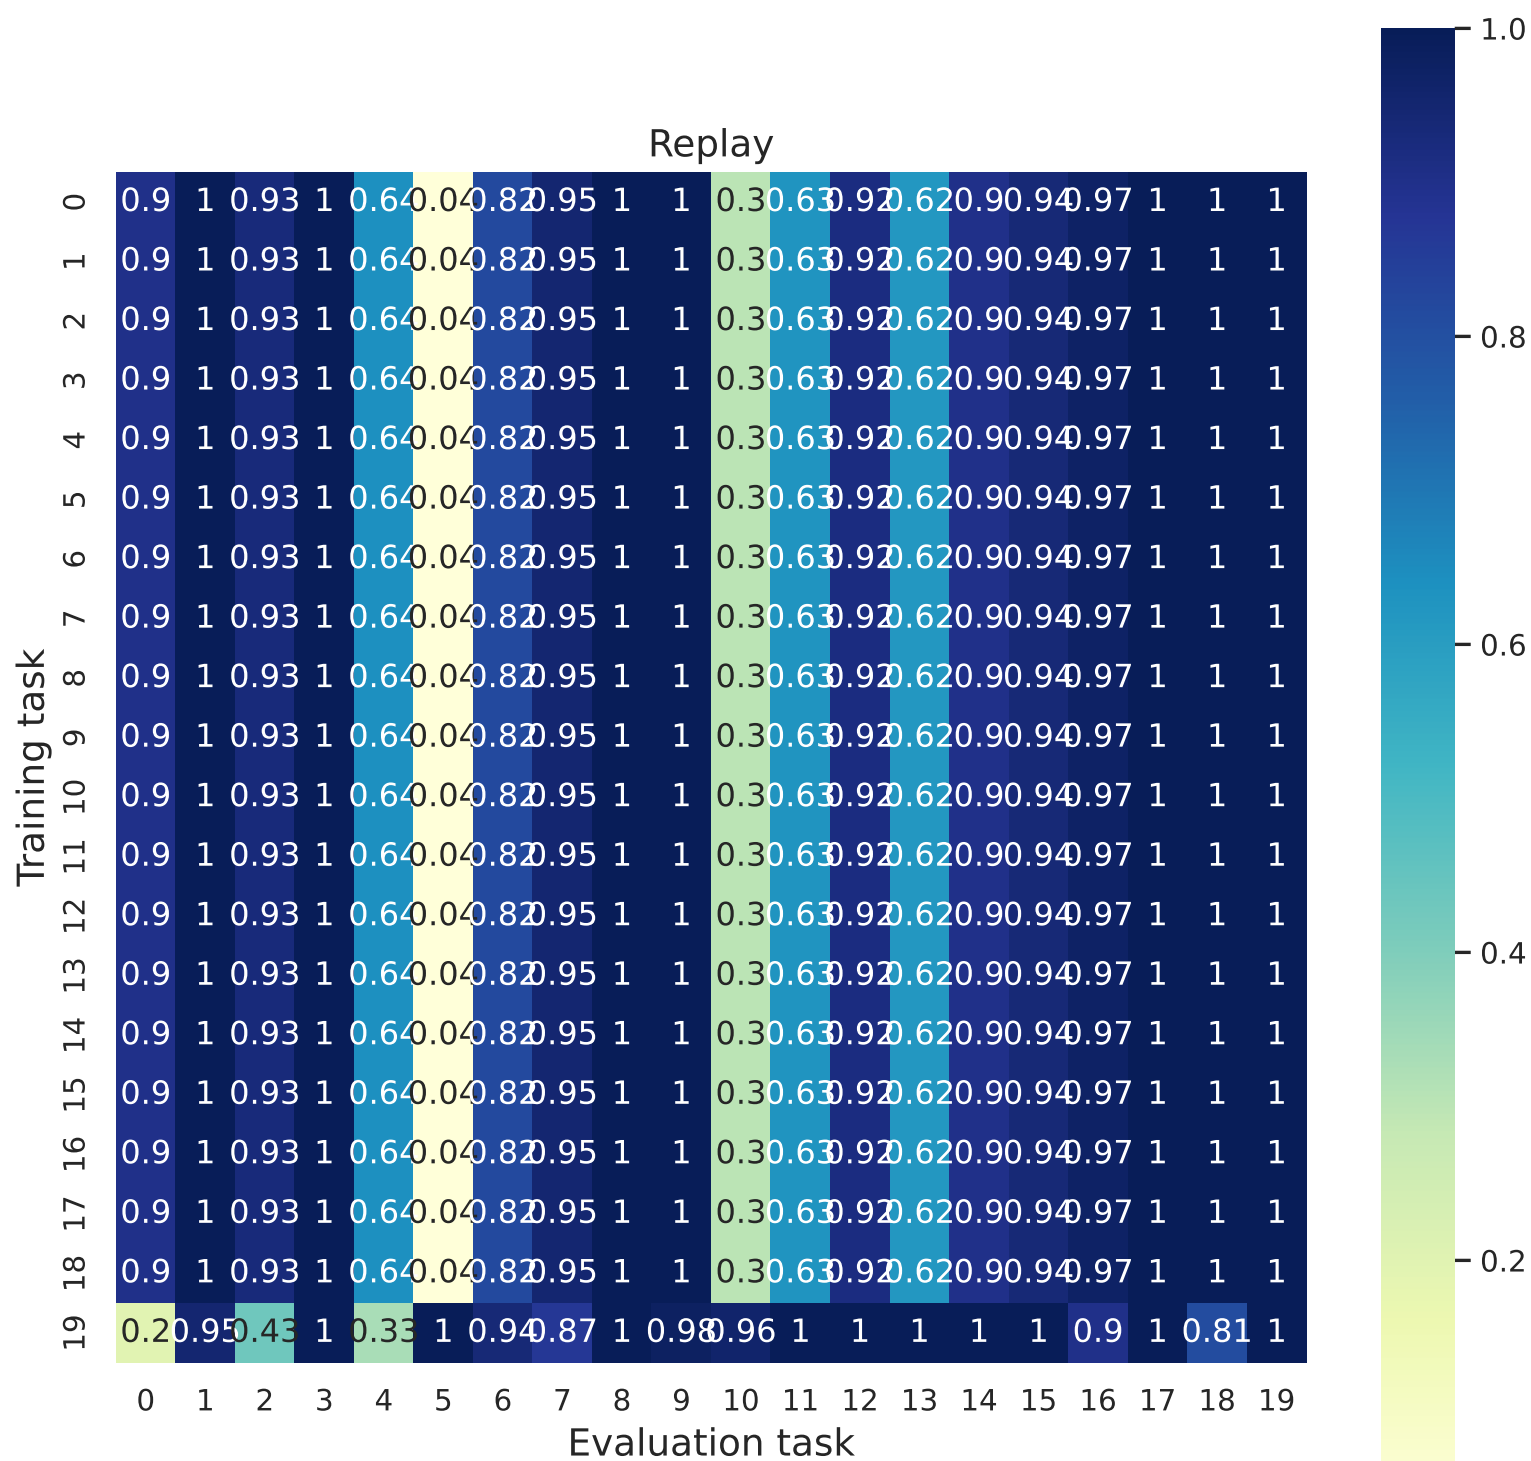 Replay
1.0
0.8
0.6
0.4
0.2
Training task
0 0.9 1 0.93 1 0.64 0.04 0.82 0.95 1 1 0.3 0.63 0.92 0.62 0.9 0.94 0.97 1 1 1
1 0.9 1 0.93 1 0.64 0.04 0.82 0.95 1 1 0.3 0.63 0.92 0.62 0.9 0.94 0.97 1 1 1
2 0.9 1 0.93 1 0.64 0.04 0.82 0.95 1 1 0.3 0.63 0.92 0.62 0.9 0.94 0.97 1 1 1
3 0.9 1 0.93 1 0.64 0.04 0.82 0.95 1 1 0.3 0.63 0.92 0.62 0.9 0.94 0.97 1 1 1
4 0.9 1 0.93 1 0.64 0.04 0.82 0.95 1 1 0.3 0.63 0.92 0.62 0.9 0.94 0.97 1 1 1
5 0.9 1 0.93 1 0.64 0.04 0.82 0.95 1 1 0.3 0.63 0.92 0.62 0.9 0.94 0.97 1 1 1
6 0.9 1 0.93 1 0.64 0.04 0.82 0.95 1 1 0.3 0.63 0.92 0.62 0.9 0.94 0.97 1 1 1
7 0.9 1 0.93 1 0.64 0.04 0.82 0.95 1 1 0.3 0.63 0.92 0.62 0.9 0.94 0.97 1 1 1
8 0.9 1 0.93 1 0.64 0.04 0.82 0.95 1 1 0.3 0.63 0.92 0.62 0.9 0.94 0.97 1 1 1
9 0.9 1 0.93 1 0.64 0.04 0.82 0.95 1 1 0.3 0.63 0.92 0.62 0.9 0.94 0.97 1 1 1
10 0.9 1 0.93 1 0.64 0.04 0.82 0.95 1 1 0.3 0.63 0.92 0.62 0.9 0.94 0.97 1 1 1
11 0.9 1 0.93 1 0.64 0.04 0.82 0.95 1 1 0.3 0.63 0.92 0.62 0.9 0.94 0.97 1 1 1
12 0.9 1 0.93 1 0.64 0.04 0.82 0.95 1 1 0.3 0.63 0.92 0.62 0.9 0.94 0.97 1 1 1
13 0.9 1 0.93 1 0.64 0.04 0.82 0.95 1 1 0.3 0.63 0.92 0.62 0.9 0.94 0.97 1 1 1
14 0.9 1 0.93 1 0.64 0.04 0.82 0.95 1 1 0.3 0.63 0.92 0.62 0.9 0.94 0.97 1 1 1
15 0.9 1 0.93 1 0.64 0.04 0.82 0.95 1 1 0.3 0.63 0.92 0.62 0.9 0.94 0.97 1 1 1
16 0.9 1 0.93 1 0.64 0.04 0.82 0.95 1 1 0.3 0.63 0.92 0.62 0.9 0.94 0.97 1 1 1
17 0.9 1 0.93 1 0.64 0.04 0.82 0.95 1 1 0.3 0.63 0.92 0.62 0.9 0.94 0.97 1 1 1
18 0.9 1 0.93 1 0.64 0.04 0.82 0.95 1 1 0.3 0.63 0.92 0.62 0.9 0.94 0.97 1 1 1
19 0.2 0.95 0.43 1 0.33 1 0.94 0.87 1 0.98 0.96 1 1 1 1 1 0.9 1 0.81 1
0 1 2 3 4 5 6 7 8 9 10 11 12 13 14 15 16 17 18 19
Evaluation task